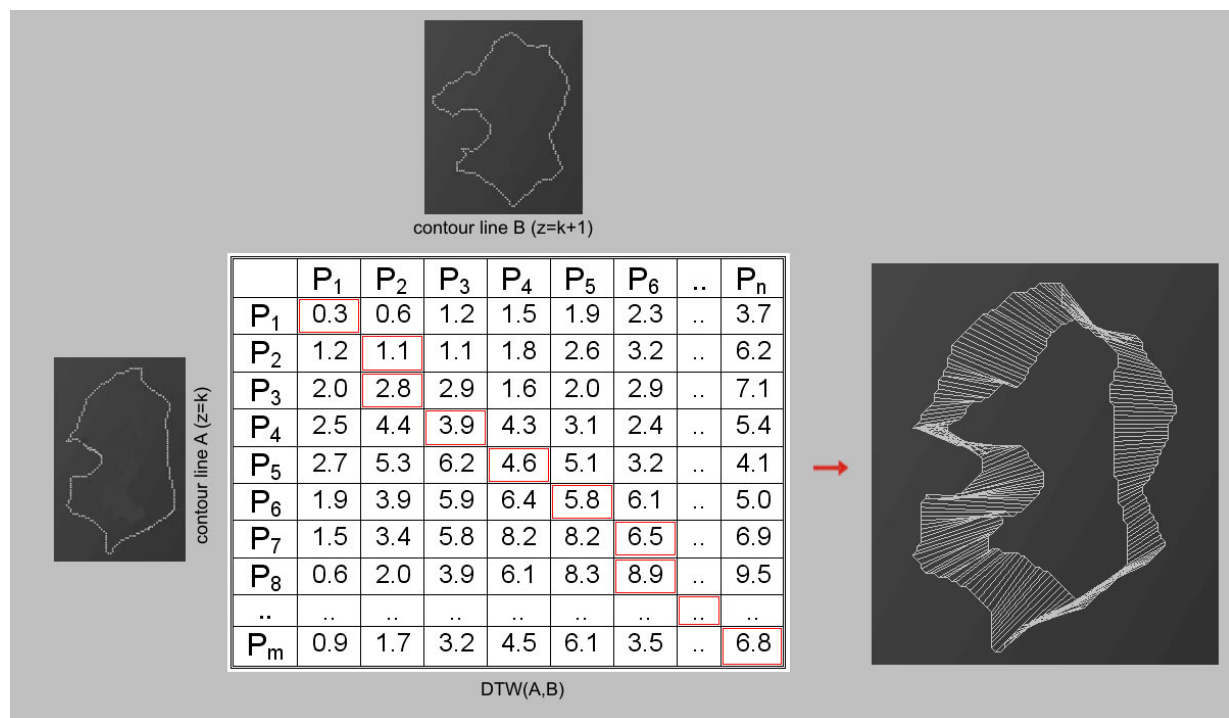 contour line B (z=k+1)
P1 P2 P3 P4 P5 P6 .. Pn
P1 0.3 0.6 1.2 1.5 1.9 2.3 .. 3.7
P2 1.2 1.1 1.1 1.8 2.6 3.2 .. 6.2
P3 2.0 2.8 2.9 1.6 2.0 2.9 .. 7.1
P4 2.5 4.4 3.9 4.3 3.1 2.4 .. 5.4
P5 2.7 5.3 6.2 4.6 5.1 3.2 .. 4.1
P6 1.9 3.9 5.9 6.4 5.8 6.1 .. 5.0
P7 1.5 3.4 5.8 8.2 8.2 6.5 .. 6.9
P8 0.6 2.0 3.9 6.1 8.3 8.9 .. 9.5
.. .. .. .. .. .. .. .. ..
Pm 0.9 1.7 3.2 4.5 6.1 3.5 .. 6.8
contour line A (z=k)
DTW(A,B)